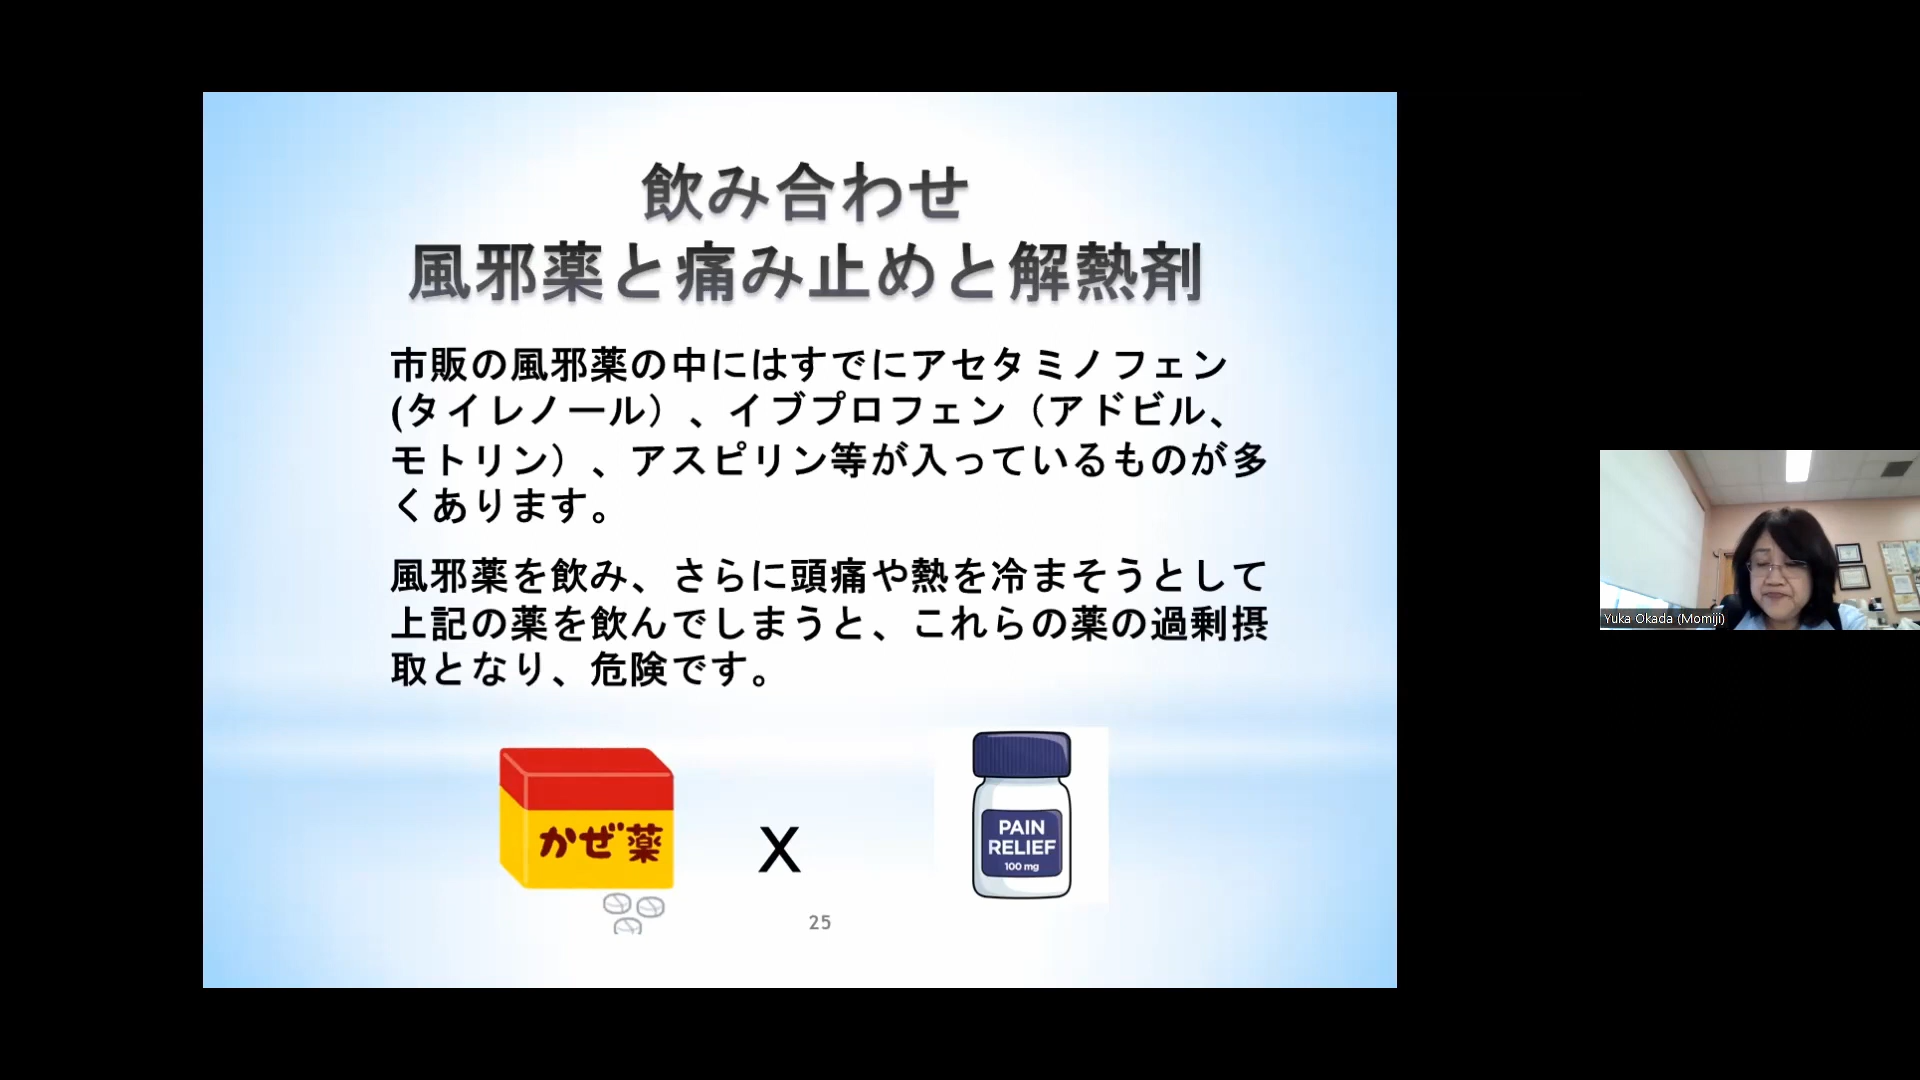 飲み合わせ
風邪薬と痛み止めと解熱剤
市販の風邪薬の中にはすでにアセタミノフェン
(タイレノール）、イブプロフェン（アドビル、
モトリン）、アスピリン等が入っているものが多
くあります。
風邪薬を飲み、さらに頭痛や熱を冷まそうとして
上記の薬を飲んでしまうと、これらの薬の過剰摂
取となり、危険です。
かぜ薬
X
PAIN
RELIEF
100 mg
25
Yuka Okada (Momiji)